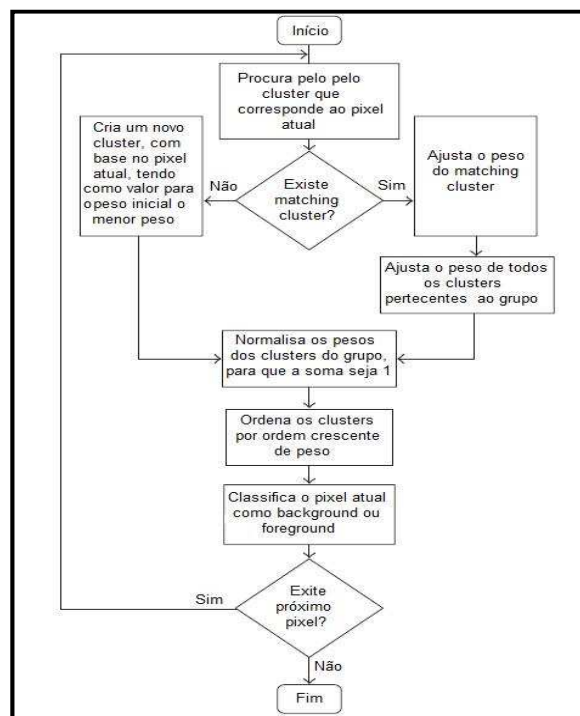 Início
Procura pelo pelo
cluster que
corresponde ao pixel
atual
Cria um novo
cluster, com
base no pixel
atual, tendo
como valor para
opeso inicial o
menor peso
Não
Existe
matching
cluster?
Sim
Ajusta o peso
do matching
cluster
Ajusta o peso de todos
os clusters
pertecentes ao grupo
Normalisa os pesos
dos clusters do grupo,
para que a soma seja 1
Ordena os clusters
por ordem crescente
de peso
Classifica o pixel atual
como background ou
foreground
Sim
Exite
próximo
pixel?
Não
Fim